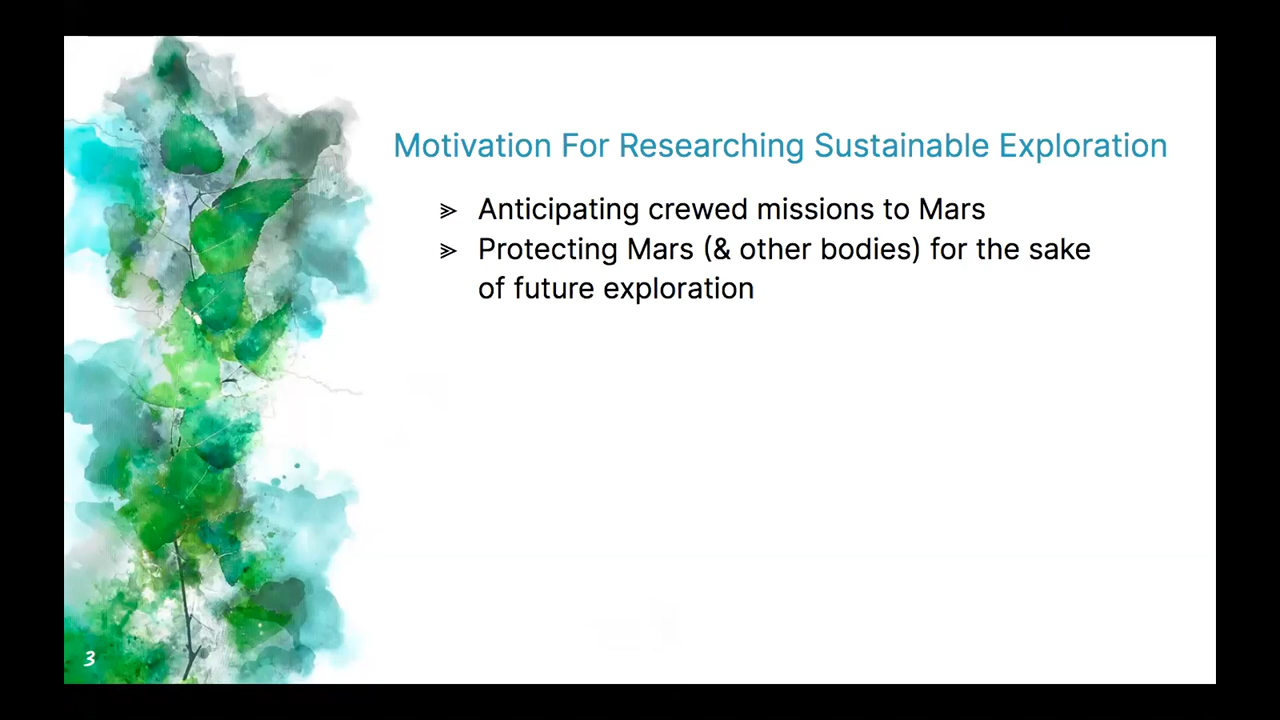 Motivation For Researching Sustainable Exploration
⪢ Anticipating crewed missions to Mars
⪢ Protecting Mars (& other bodies) for the sake
of future exploration
3